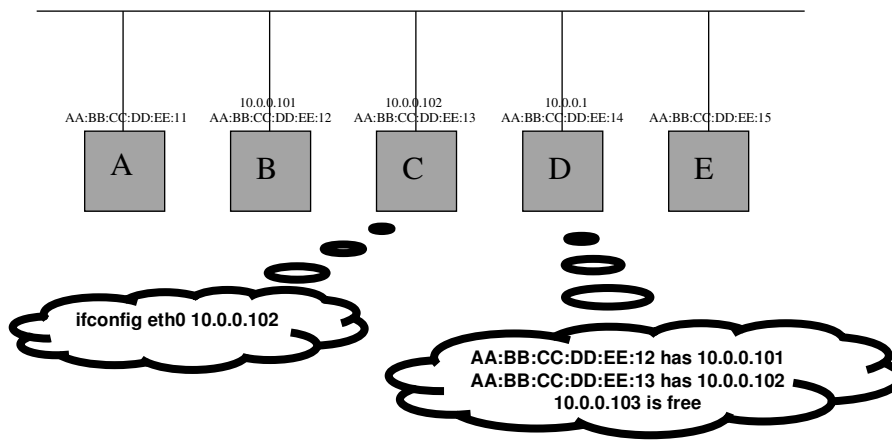 10.0.0.101
10.0.0.102
10.0.0.1
AA:BB:CC:DD:EE:11
AA:BB:CC:DD:EE:12
AA:BB:CC:DD:EE:13
AA:BB:CC:DD:EE:14
AA:BB:CC:DD:EE:15
A
B
C
D
E
ifconfig eth0 10.0.0.102
AA:BB:CC:DD:EE:12 has 10.0.0.101
AA:BB:CC:DD:EE:13 has 10.0.0.102
10.0.0.103 is free